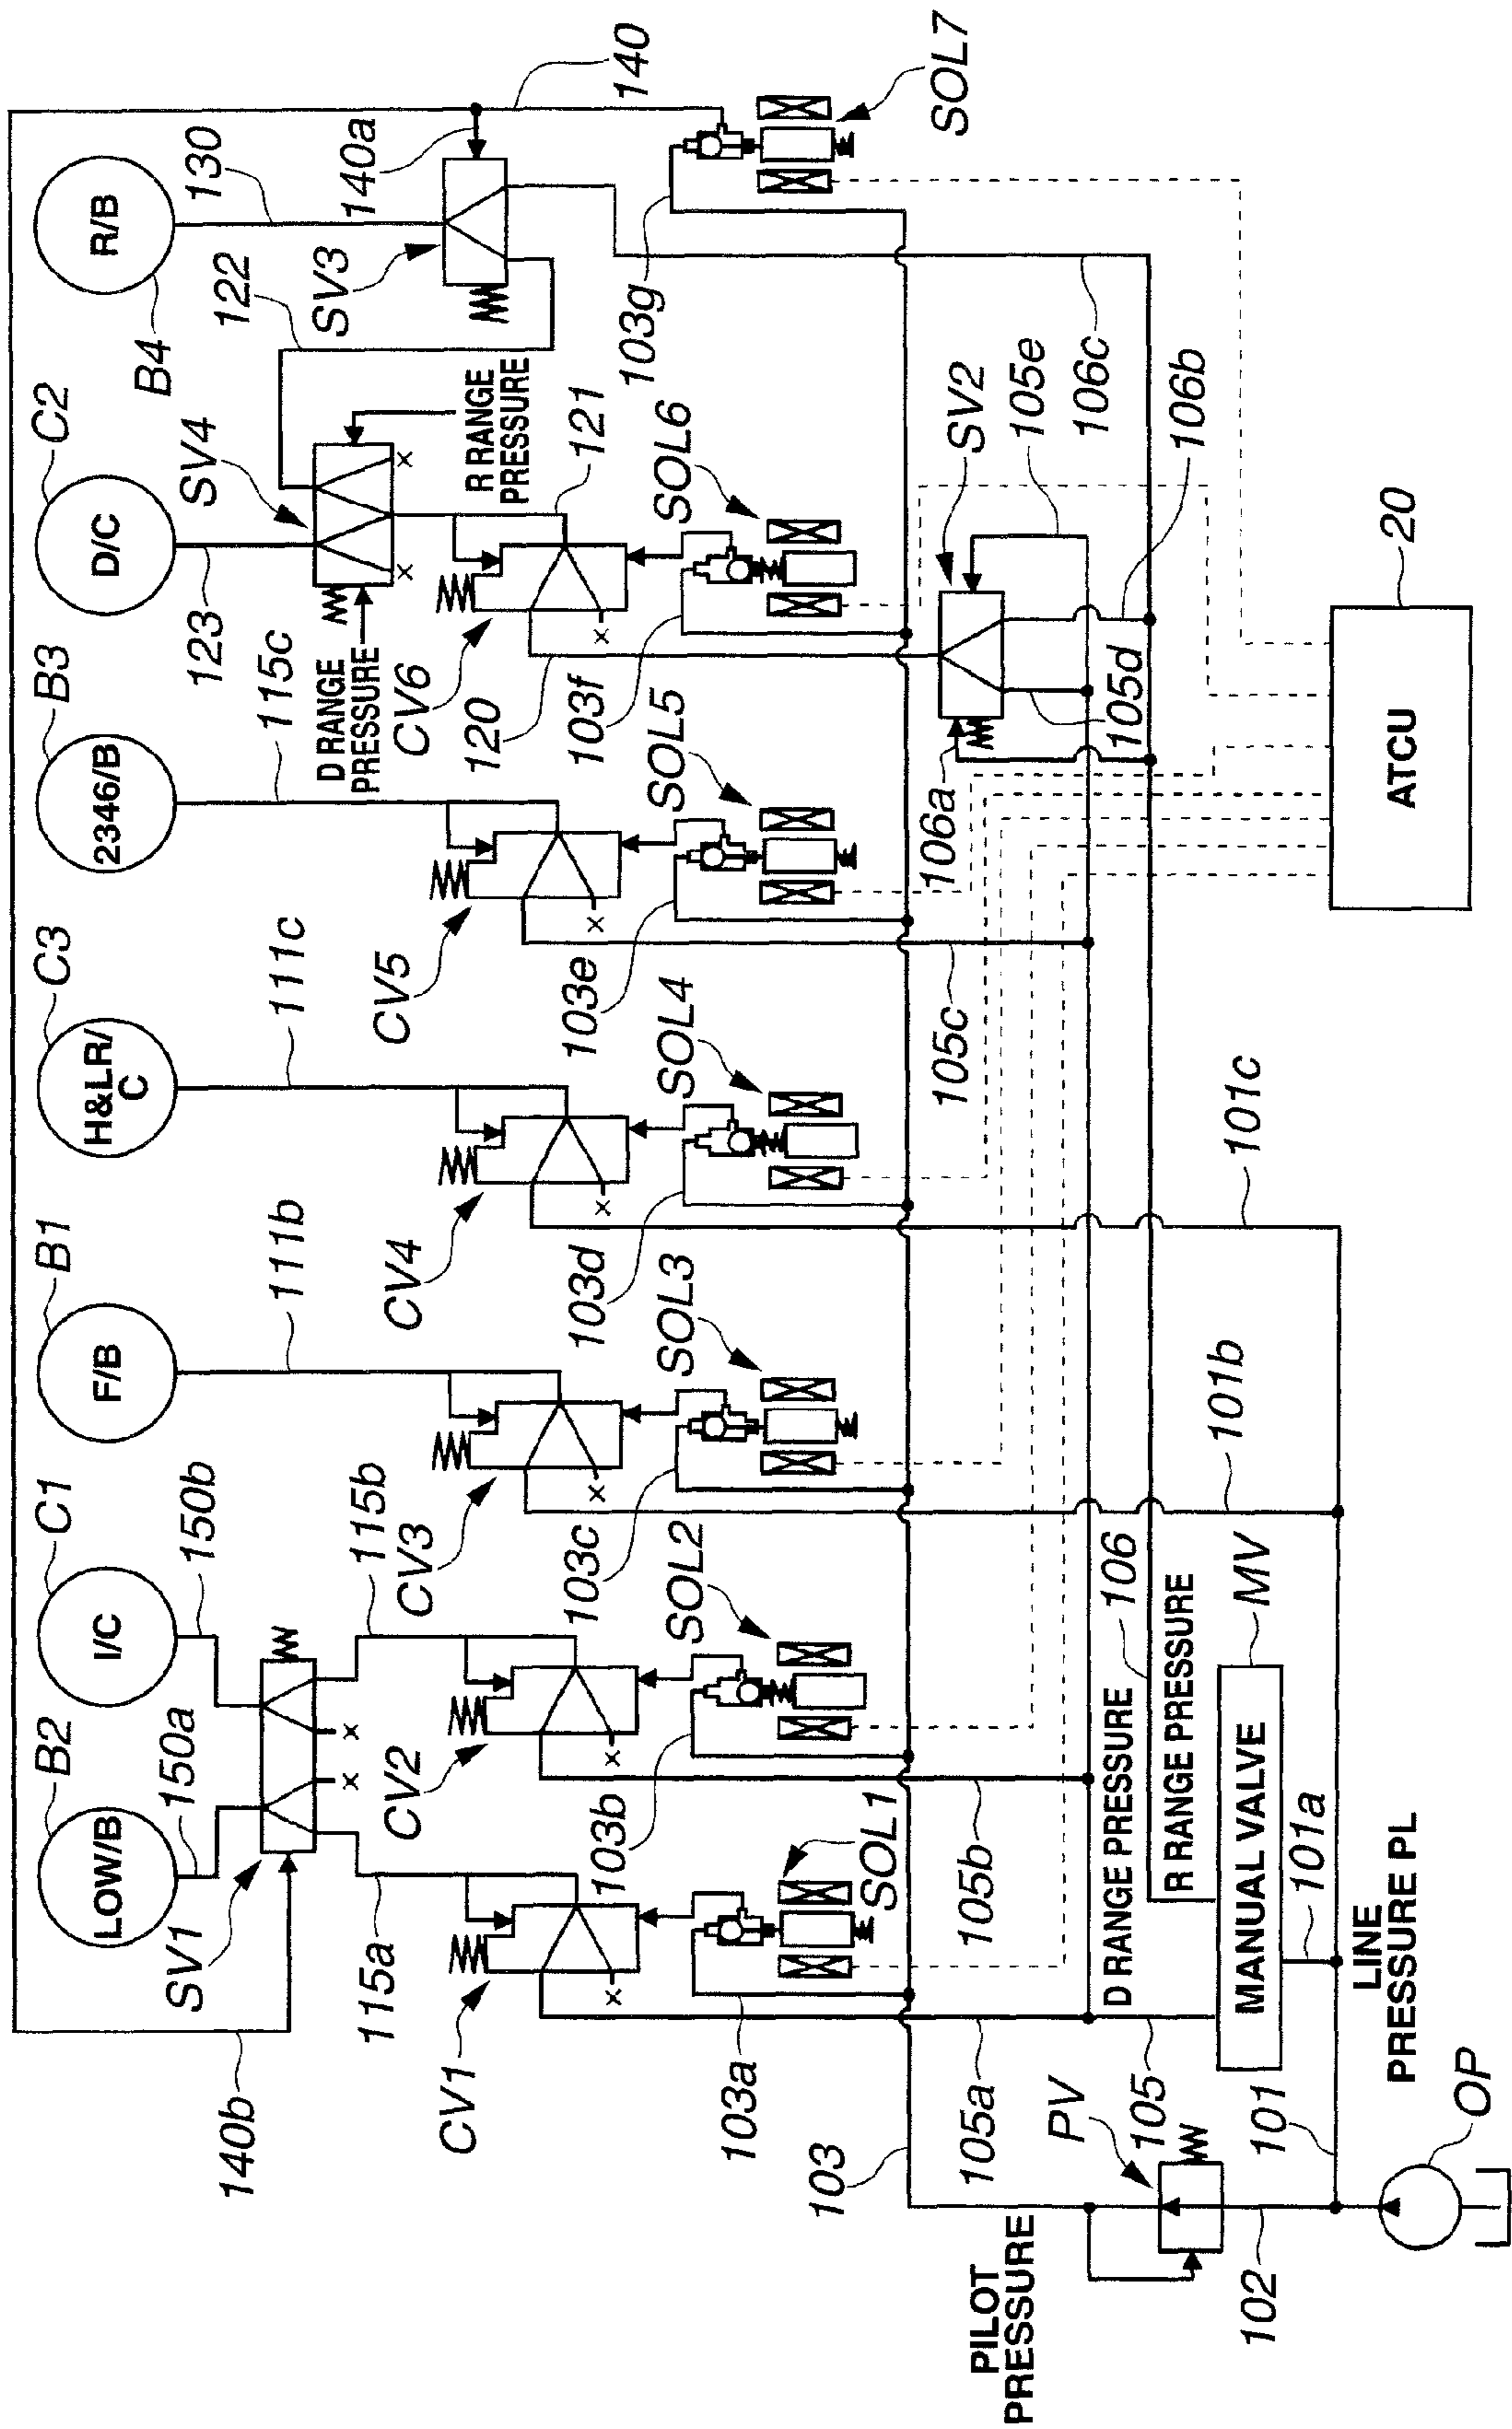 B2
C1
B1
C3
B3
C2
B4
LOW/B
I/C
F/B
H&LR/
C
2346/B
D/C
R/B
150a
150b
111b
111c
115c
123
SV4
122
130
140
SV1
SV3
140a
140b
115a
115b
D RANGE
PRESSURE
R RANGE
PRESSURE
CV1
CV2
CV3
CV4
CV5
CV6
120
121
103a
103b
103c
103d
103e
103f
103g
SOL1
SOL2
SOL3
SOL4
SOL5
SOL6
SOL7
103
PILOT
PRESSURE
105a
105b
105c
106a
105d
SV2
105e
106c
106b
PV
105
D RANGE PRESSURE
106
R RANGE PRESSURE
MV
MANUAL VALVE
101b
101c
ATCU
20
102
101
101a
LINE
PRESSURE PL
OP